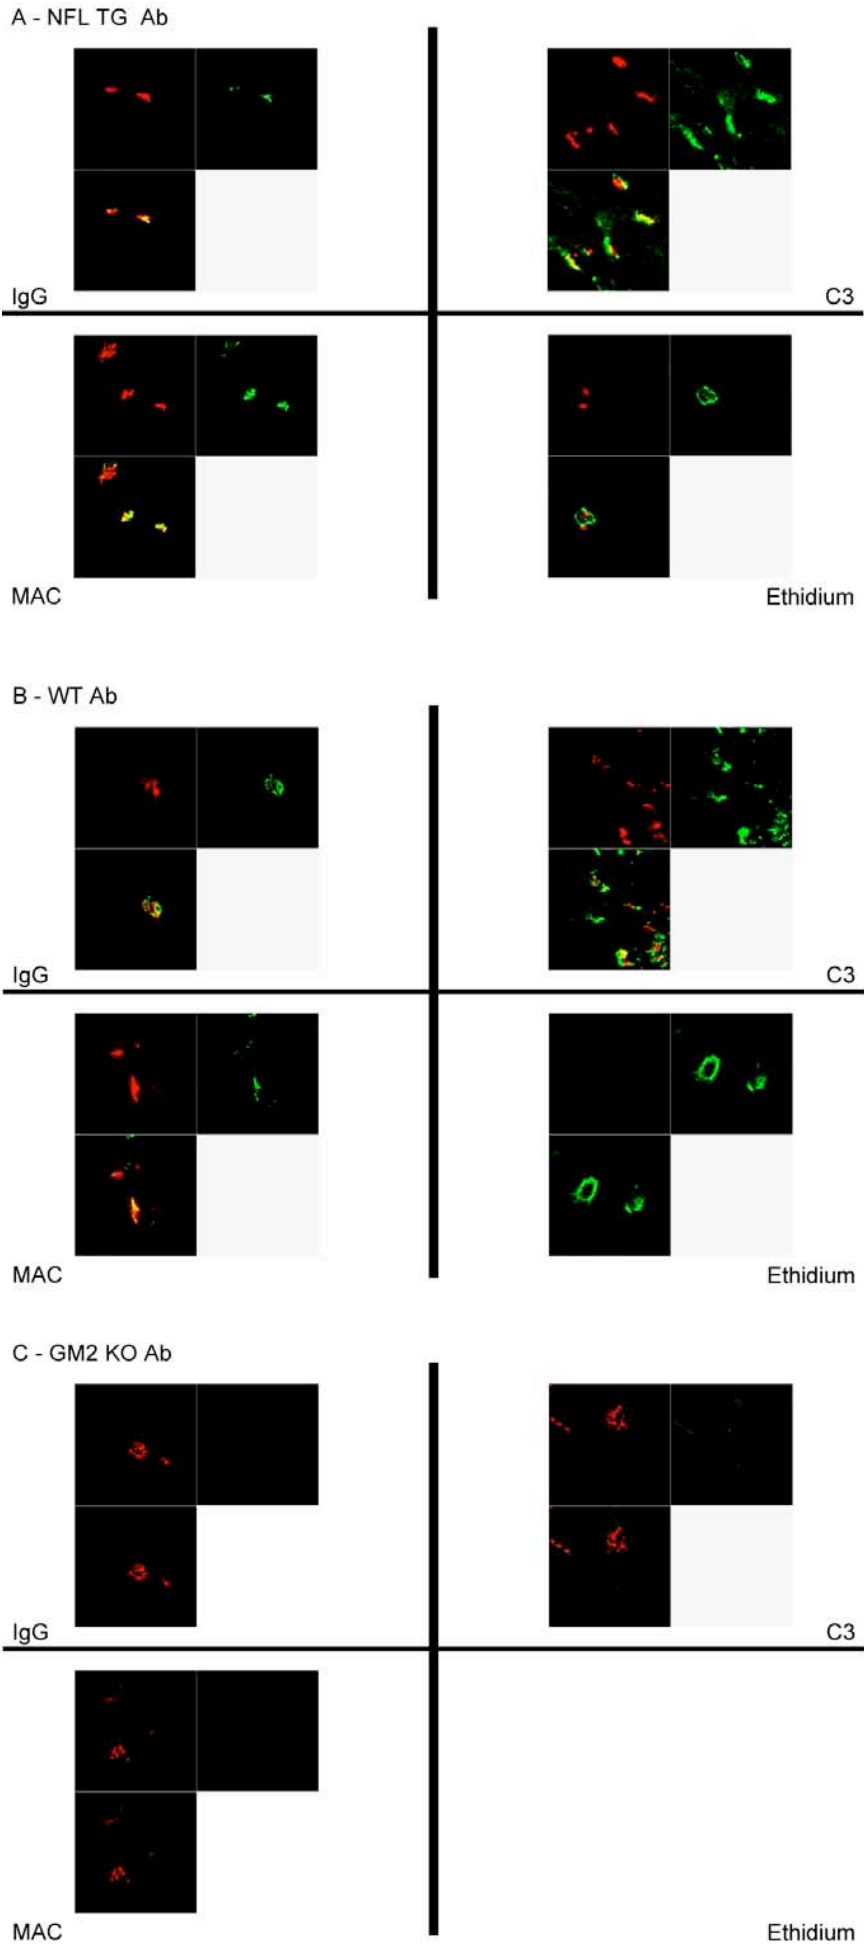 A - NFL TG Ab
IgG
C3
MAC
Ethidium
B - WT Ab
IgG
C3
MAC
Ethidium
C - GM2 KO Ab
IgG
C3
MAC
Ethidium